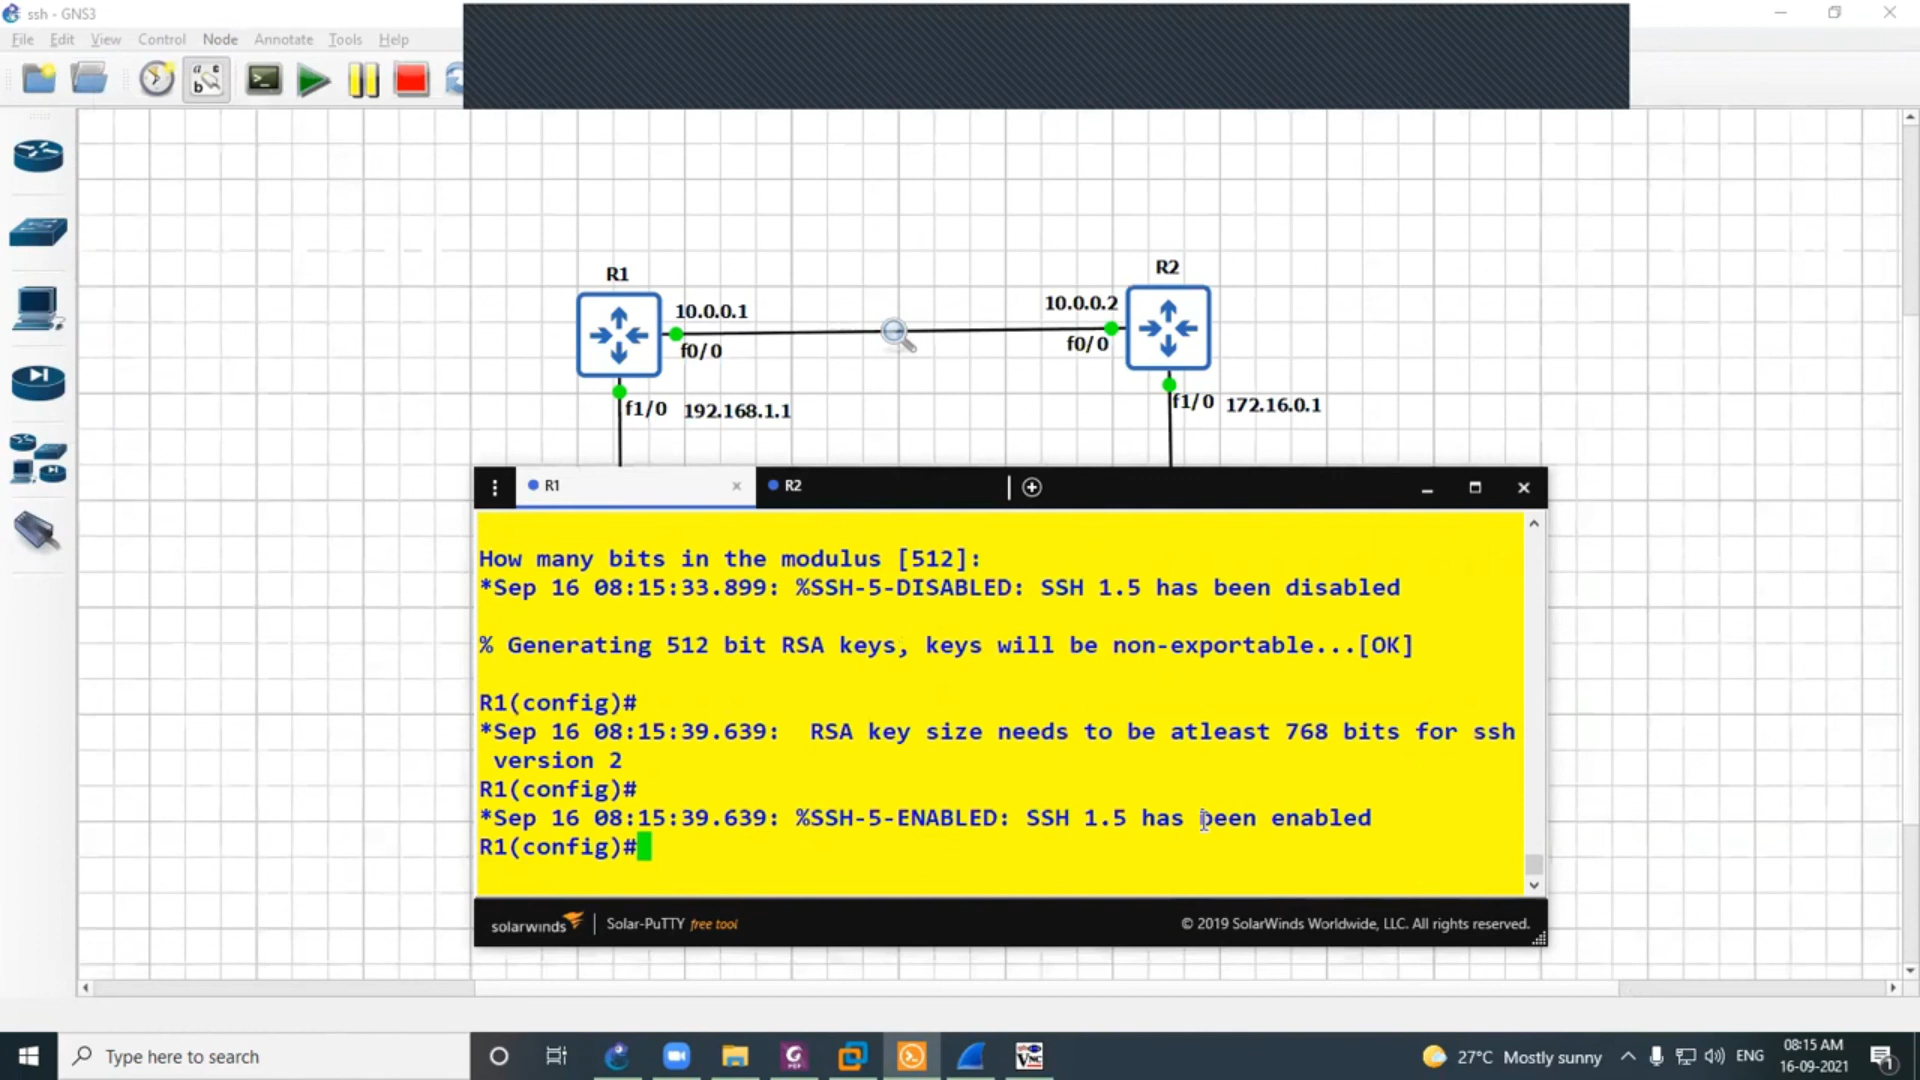 ssh - GNS3
File Edit View Control Node Annotate Tools Help
R1
R2
10.0.0.1
10.0.0.2
f0/0
f0/0
f1/0 192.168.1.1
f1/0 172.16.0.1
R1
R2
How many bits in the modulus [512]:
*Sep 16 08:15:33.899: %SSH-5-DISABLED: SSH 1.5 has been disabled
% Generating 512 bit RSA keys, keys will be non-exportable...[OK]
R1(config)#
*Sep 16 08:15:39.639:  RSA key size needs to be atleast 768 bits for ssh
version 2
R1(config)#
*Sep 16 08:15:39.639: %SSH-5-ENABLED: SSH 1.5 has been enabled
R1(config)#
solarwinds | Solar-PuTTY free tool
© 2019 SolarWinds Worldwide, LLC. All rights reserved.
Type here to search
27°C Mostly sunny
ENG
08:15 AM
16-09-2021
1